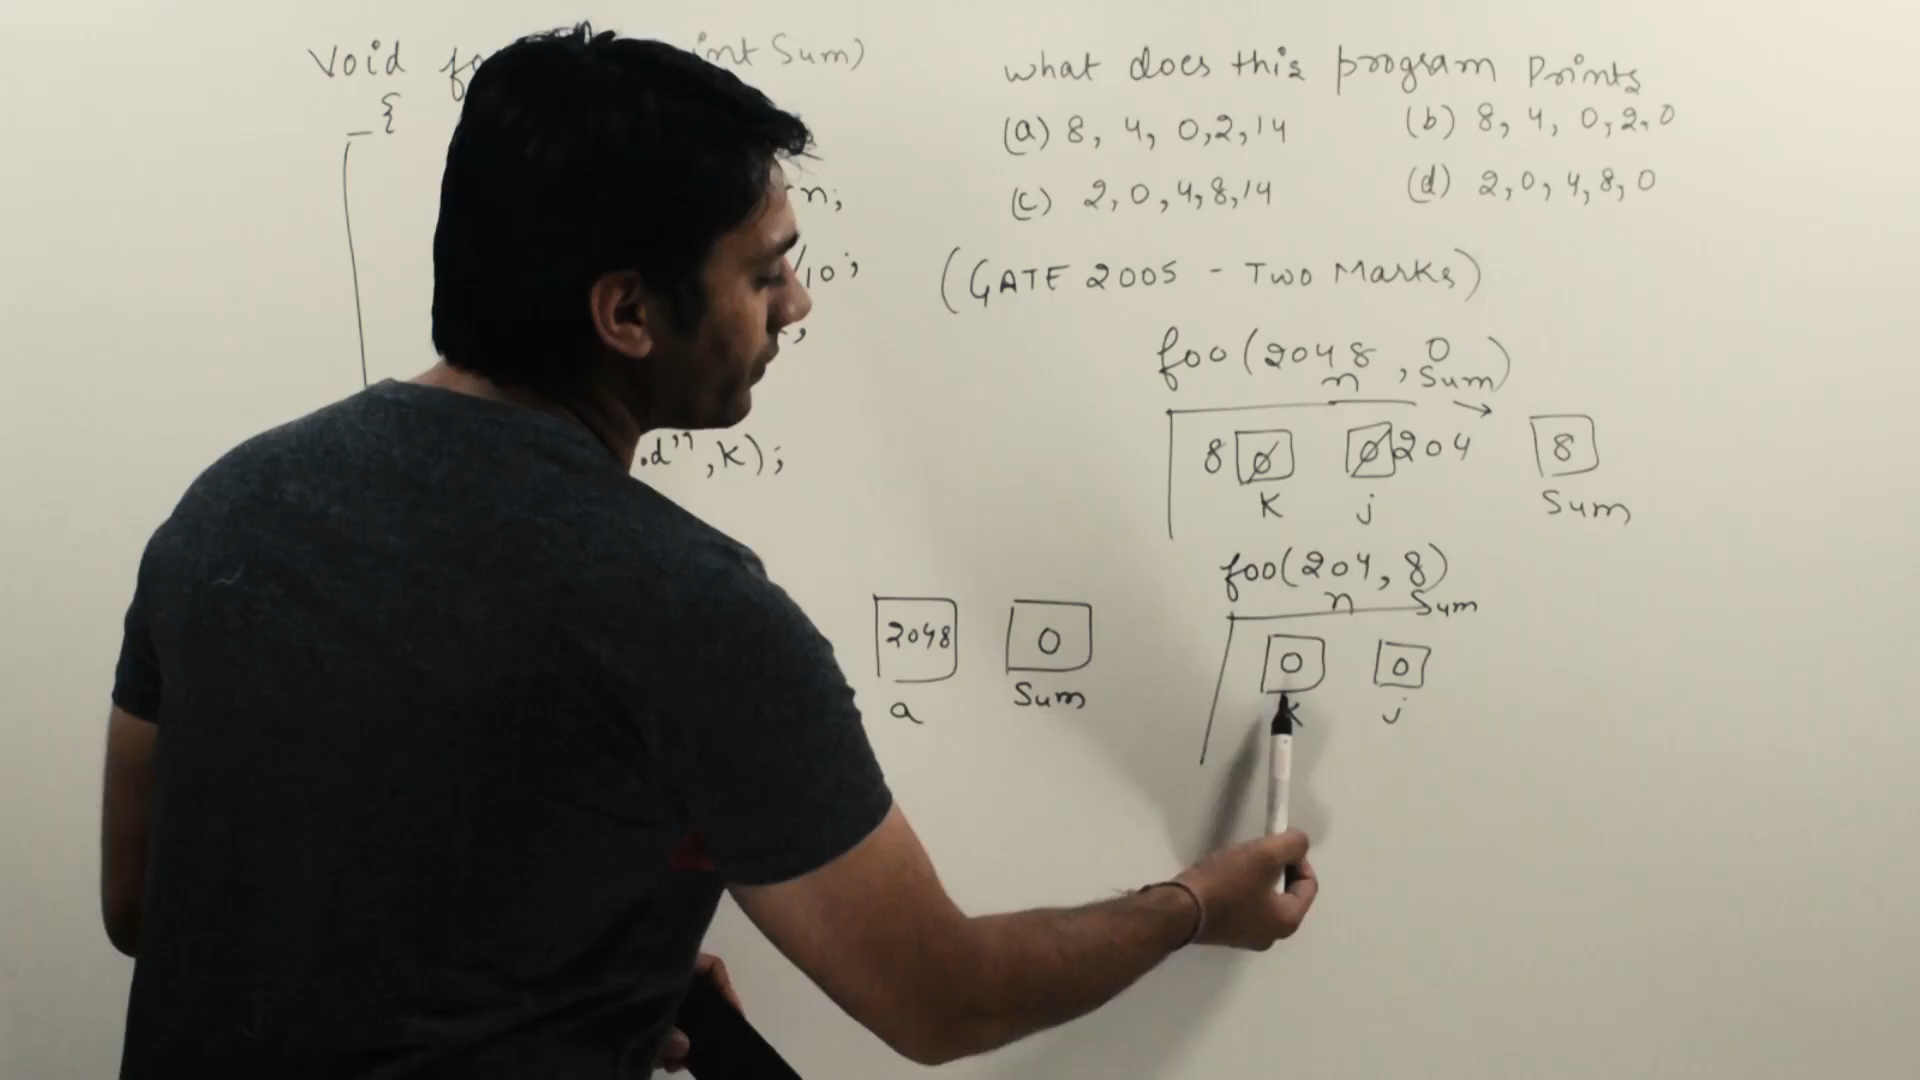 Void int Sum)
{
n;
/10;
.d", k);
what does this program prints
(a) 8, 4, 0,2,14
(b) 8, 4, 0,2,0
(c) 2,0,4,8,14
(d) 2,0,4,8,0
(GATE 2005 - Two Marks)
foo(2048, 0)
n Sum
8 0 0 204 8
K j Sum
foo(204, 8)
n Sum
2048 0
a Sum
0 0
K j